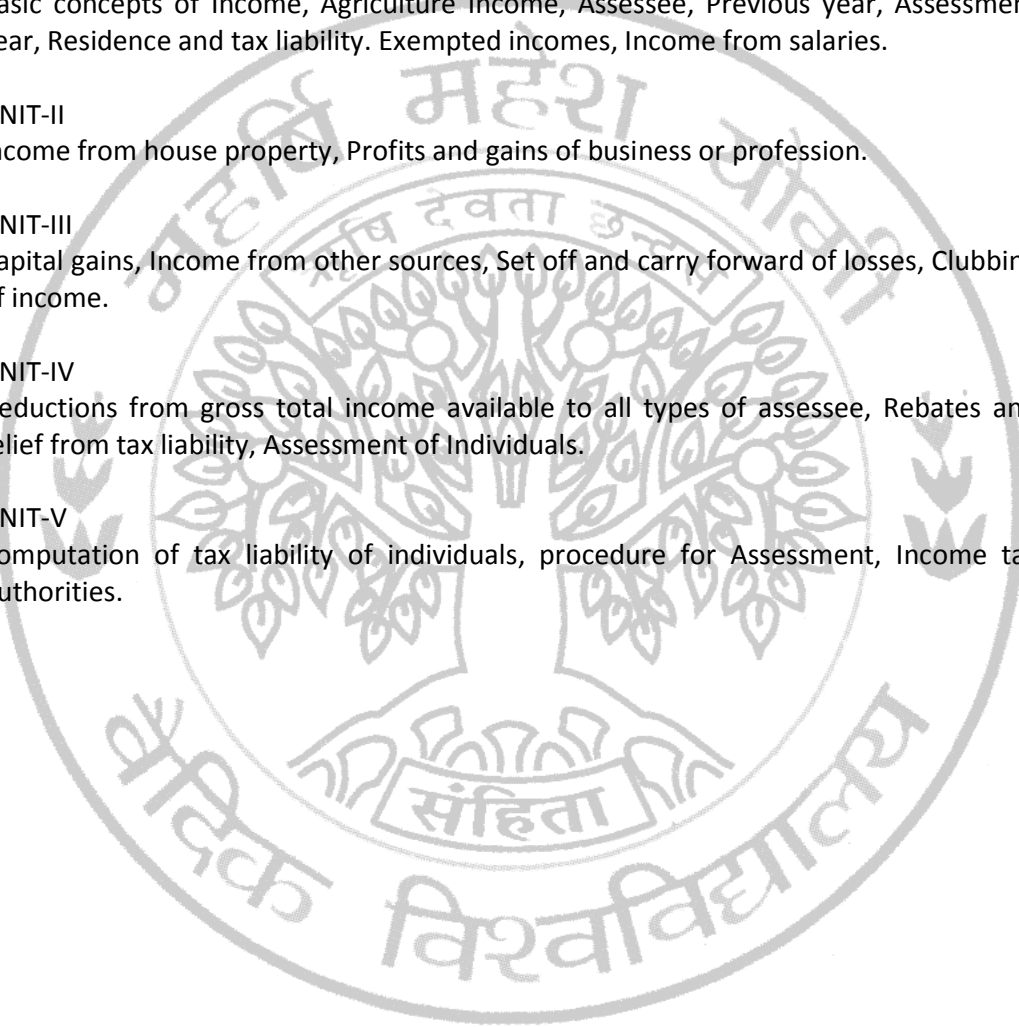 asic concepts of Income, Agriculture Income, Assessee, Previous year, Assessmen
ear, Residence and tax liability. Exempted incomes, Income from salaries.
NIT-II
ncome from house property, Profits and gains of business or profession.
NIT-III
apital gains, Income from other sources, Set off and carry forward of losses, Clubbin
f income.
NIT-IV
eductions from gross total income available to all types of assessee, Rebates an
elief from tax liability, Assessment of Individuals.
NIT-V
omputation of tax liability of individuals, procedure for Assessment, Income ta
uthorities.
महर्षि महेश योगी
ऋषि देवता छन्दस्
संहिता
वैदिक विश्वविद्यालय